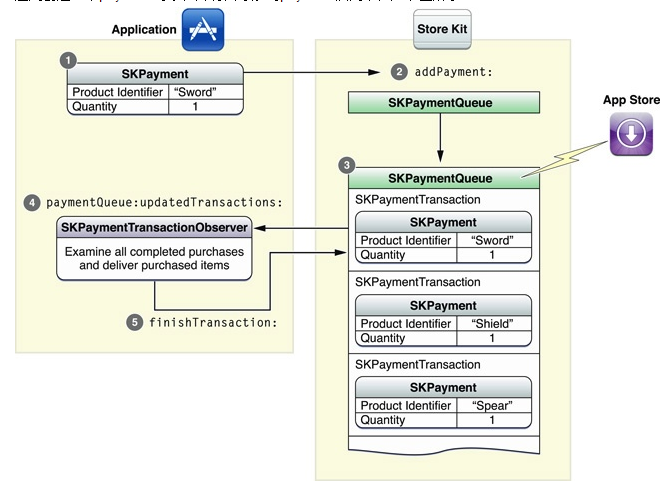 Application
Store Kit
1
SKPayment
Product Identifier "Sword"
Quantity 1
2 addPayment:
SKPaymentQueue
App Store
3
SKPaymentQueue
SKPaymentTransaction
SKPayment
Product Identifier "Sword"
Quantity 1
4 paymentQueue:updatedTransactions:
SKPaymentTransactionObserver
Examine all completed purchases
and deliver purchased items
5 finishTransaction:
SKPaymentTransaction
SKPayment
Product Identifier "Shield"
Quantity 1
SKPaymentTransaction
SKPayment
Product Identifier "Spear"
Quantity 1